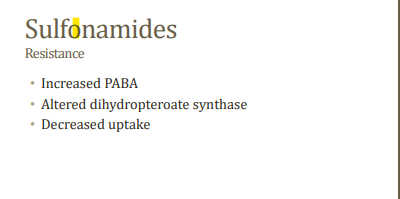 Sulfonamides
Resistance
• Increased PABA
• Altered dihydropteroate synthase
• Decreased uptake